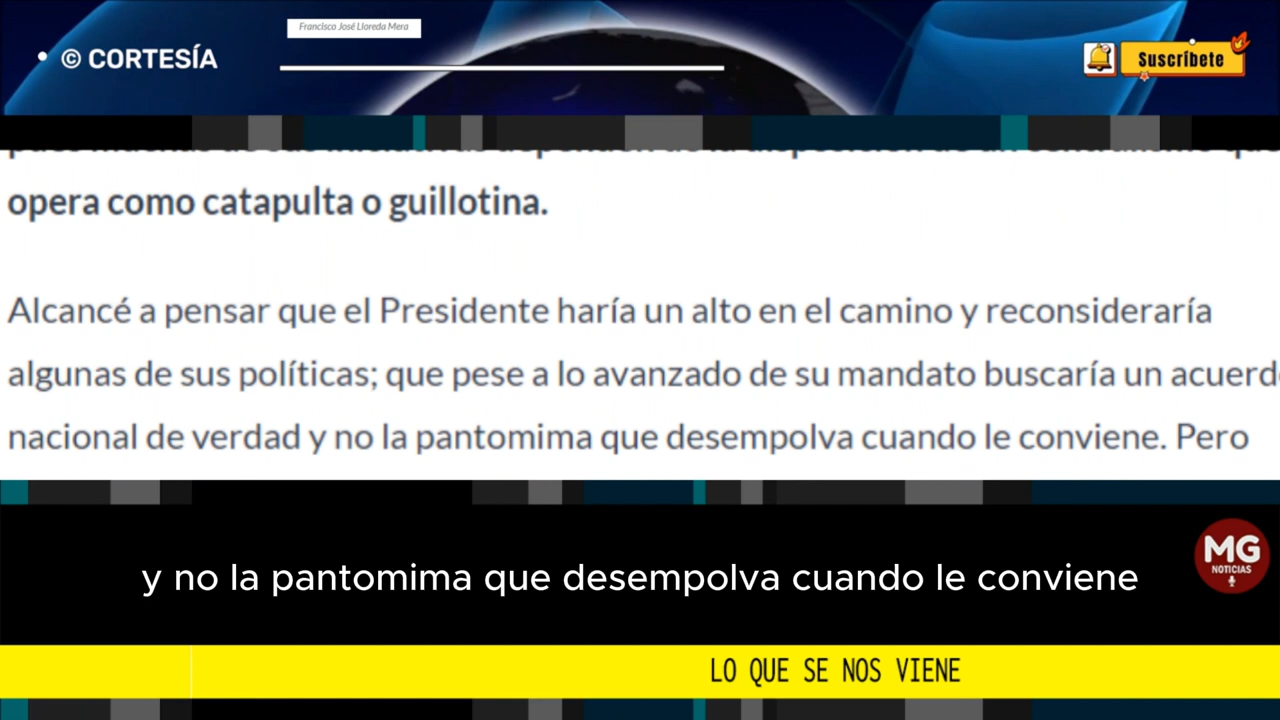 Francisco José Lloreda Mera
© CORTESÍA
Suscríbete
opera como catapulta o guillotina.
Alcancé a pensar que el Presidente haría un alto en el camino y reconsideraría
algunas de sus políticas; que pese a lo avanzado de su mandato buscaría un
nacional de verdad y no la pantomima que desempolva cuando le conviene. Pero
MG
NOTICIAS
y no la pantomima que desempolva cuando le conviene
LO QUE SE NOS VIENE